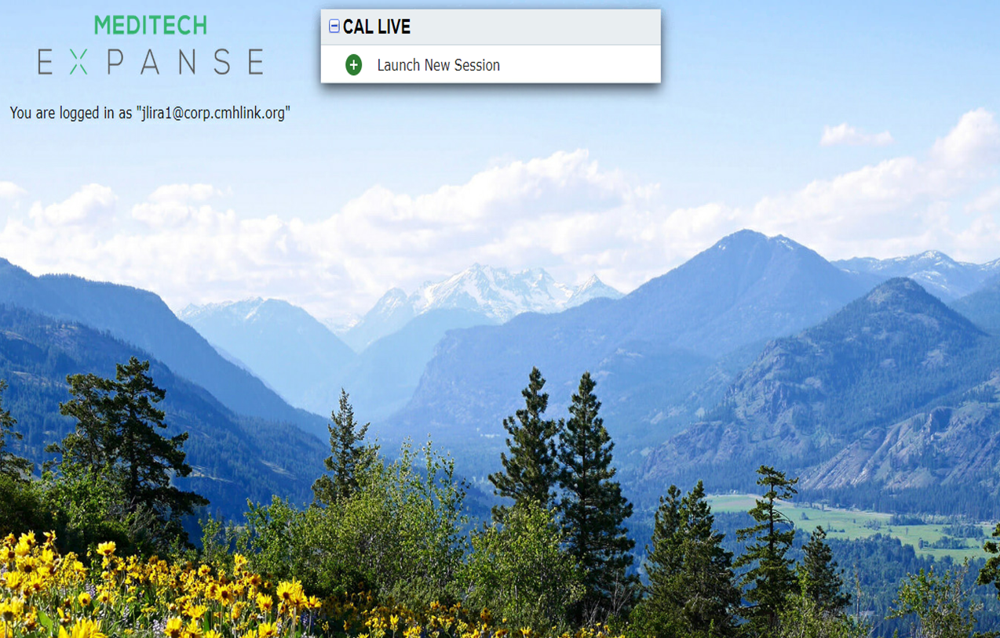 MEDITECH
EXPANSE
You are logged in as "jlira1@corp.cmhlink.org"
CAL LIVE
Launch New Session